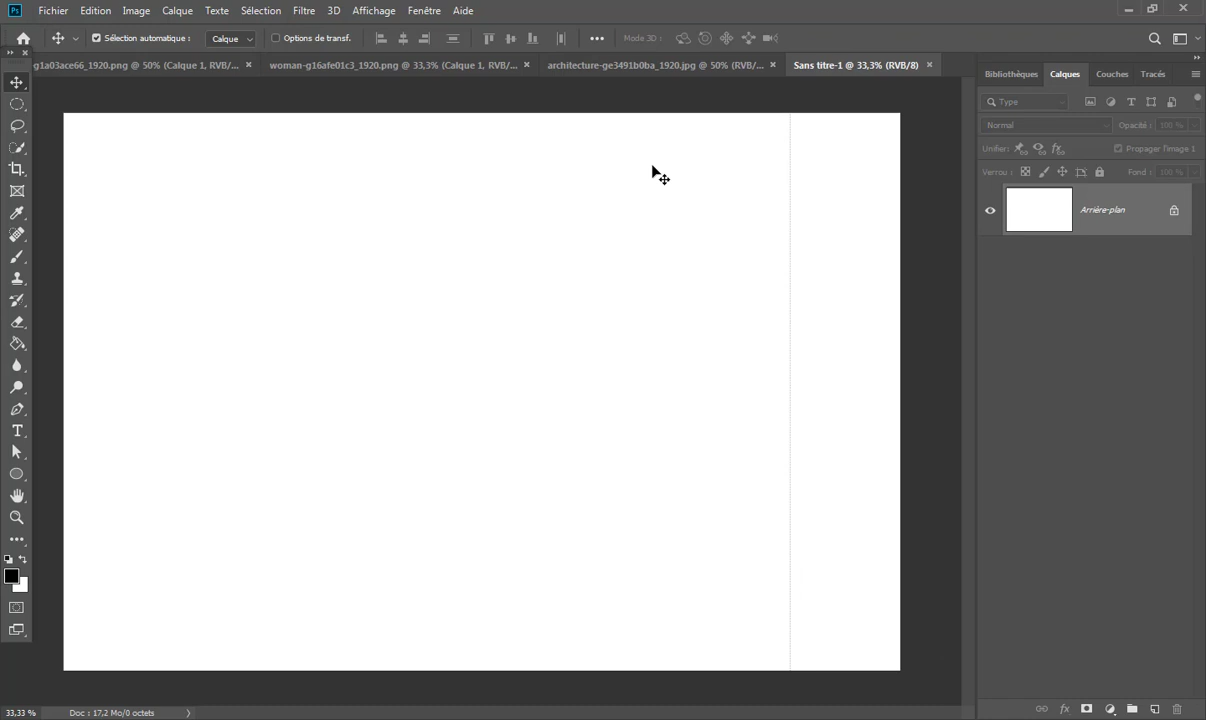 Ps Fichier Edition Image Calque Texte Sélection Filtre 3D Affichage Fenêtre Aide
Sélection automatique : Calque Options de transf. Mode 3D :
g1a03ace66_1920.png @ 50% (Calque 1, RVB/... × woman-g16afe01c3_1920.png @ 33,3% (Calque 1, RVB/... × architecture-ge3491b0ba_1920.jpg @ 50% (RVB/... × Sans titre-1 @ 33,3% (RVB/8) ×
Bibliothèques Calques Couches Tracés
Type
Normal Opacité : 100 %
Unifier: Propager l'image 1
Verrou : Fond : 100 %
Arrière-plan
33,33 % Doc : 17,2 Mo/0 octets